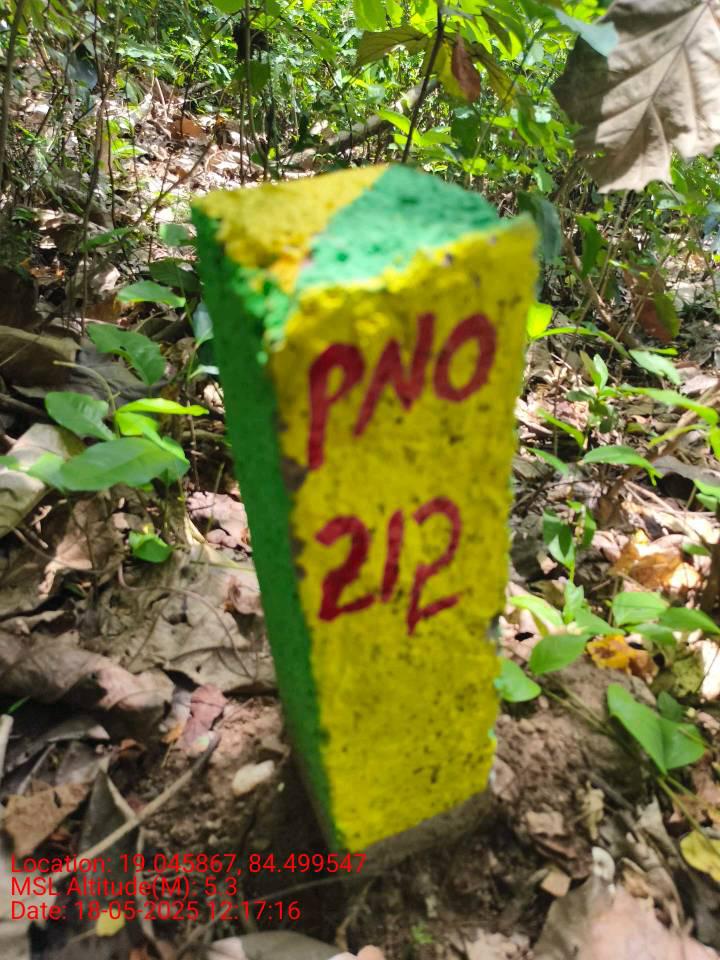 PNO
212
Location: 19.045867, 84.499547
MSL Altitude(M): 5.3
Date: 18-05-2025 12:17:16